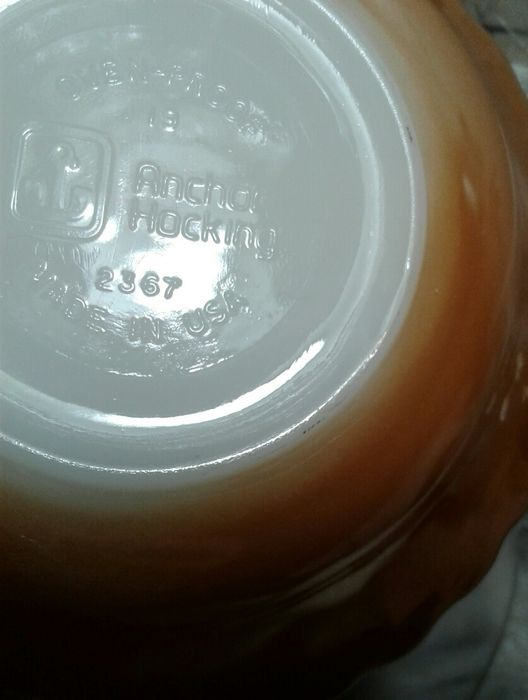 OVEN-PROOF
19
Anchor
Hocking
2367
MADE IN USA